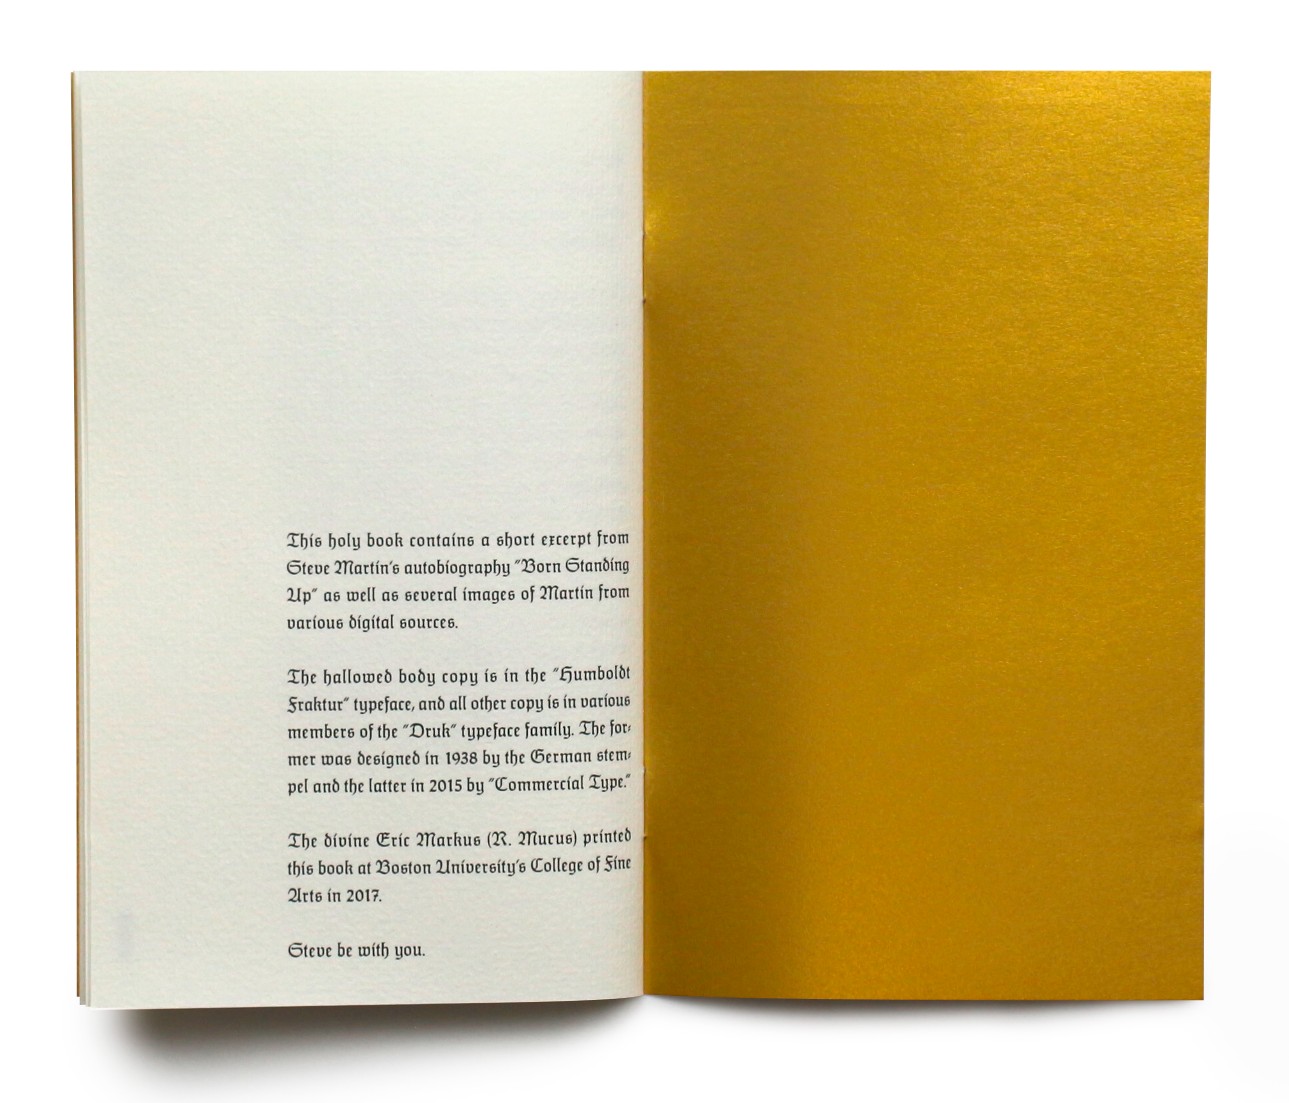 This holy book contains a short excerpt from
Steve Martin's autobiography "Born Standing
Up" as well as several images of Martin from
various digital sources.
The hallowed body copy is in the "Humboldt
Fraktur" typeface, and all other copy is in various
members of the "Druk" typeface family. The for-
mer was designed in 1938 by the German stem-
pel and the latter in 2015 by "Commercial Type."
The divine Eric Markus (R. Mucus) printed
this book at Boston University's College of Fine
Arts in 2017.
Steve be with you.